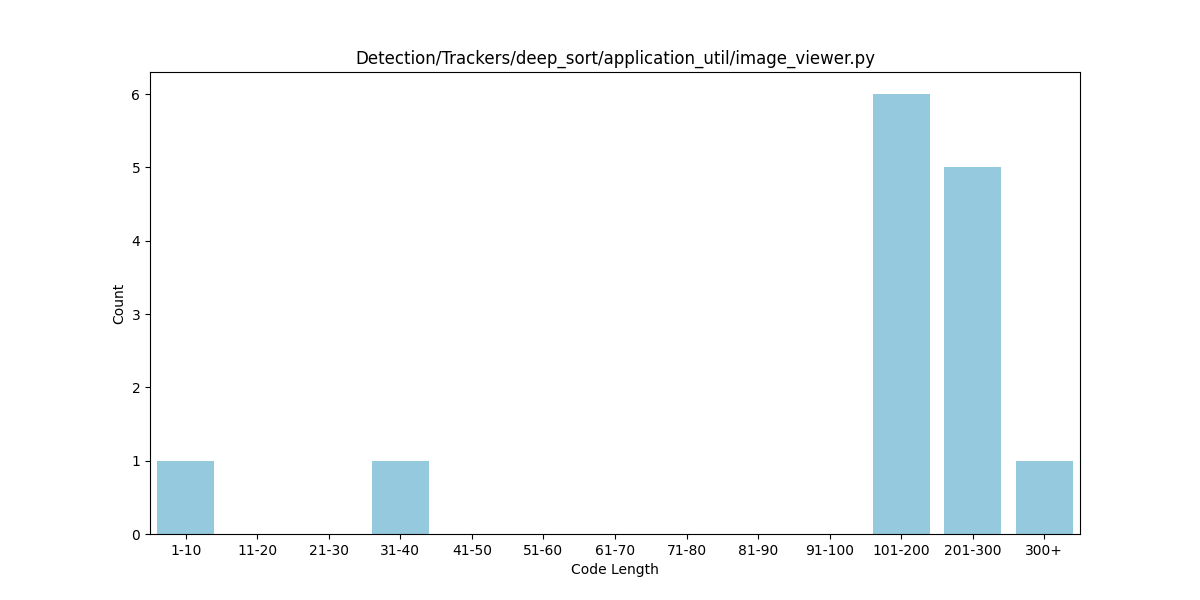 Detection/Trackers/deep_sort/application_util/image_viewer.py
6
5
4
3
2
1
0
Count
1-10 11-20 21-30 31-40 41-50 51-60 61-70 71-80 81-90 91-100 101-200 201-300 300+
Code Length